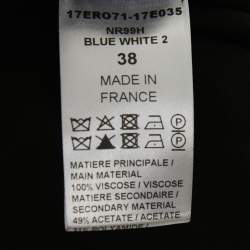 17ERO71-17E035
NR99H
BLUE WHITE 2
38
MADE IN
FRANCE
MATIERE PRINCIPALE /
MAIN MATERIAL
100% VISCOSE / VISCOSE
MATIERE SECONDAIRE /
SECONDARY MATERIAL
49% ACETATE / ACETATE